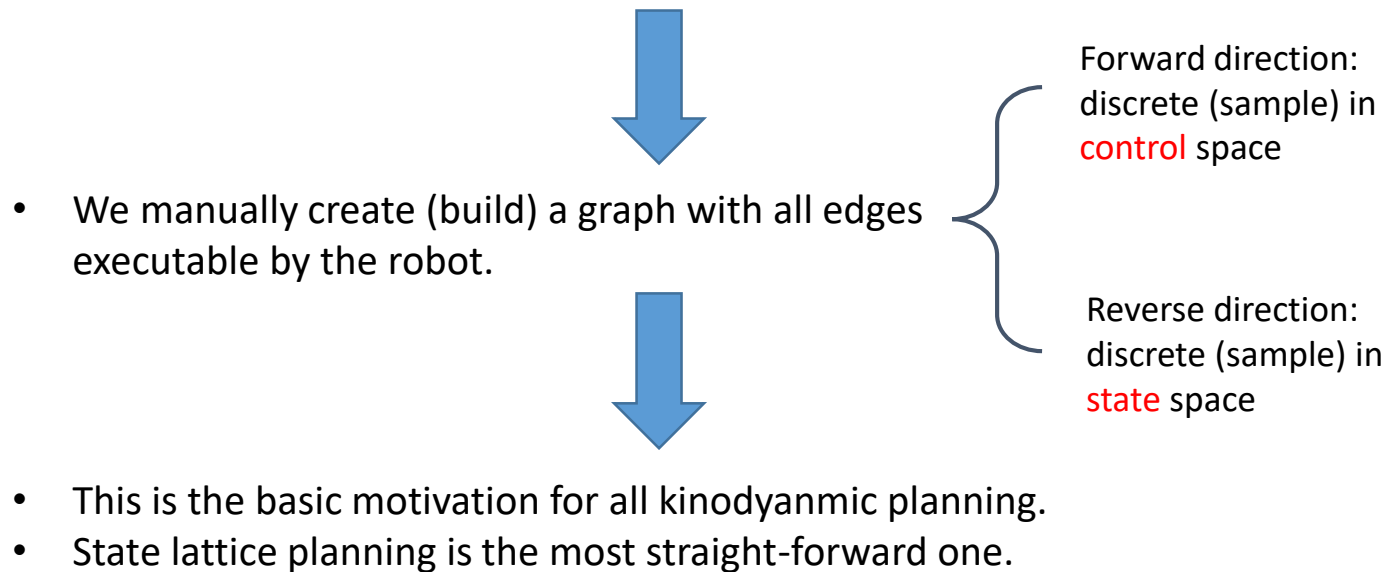 Forward direction:
discrete (sample) in
control space
• We manually create (build) a graph with all edges
executable by the robot.
Reverse direction:
discrete (sample) in
state space
• This is the basic motivation for all kinodyanmic planning.
• State lattice planning is the most straight-forward one.